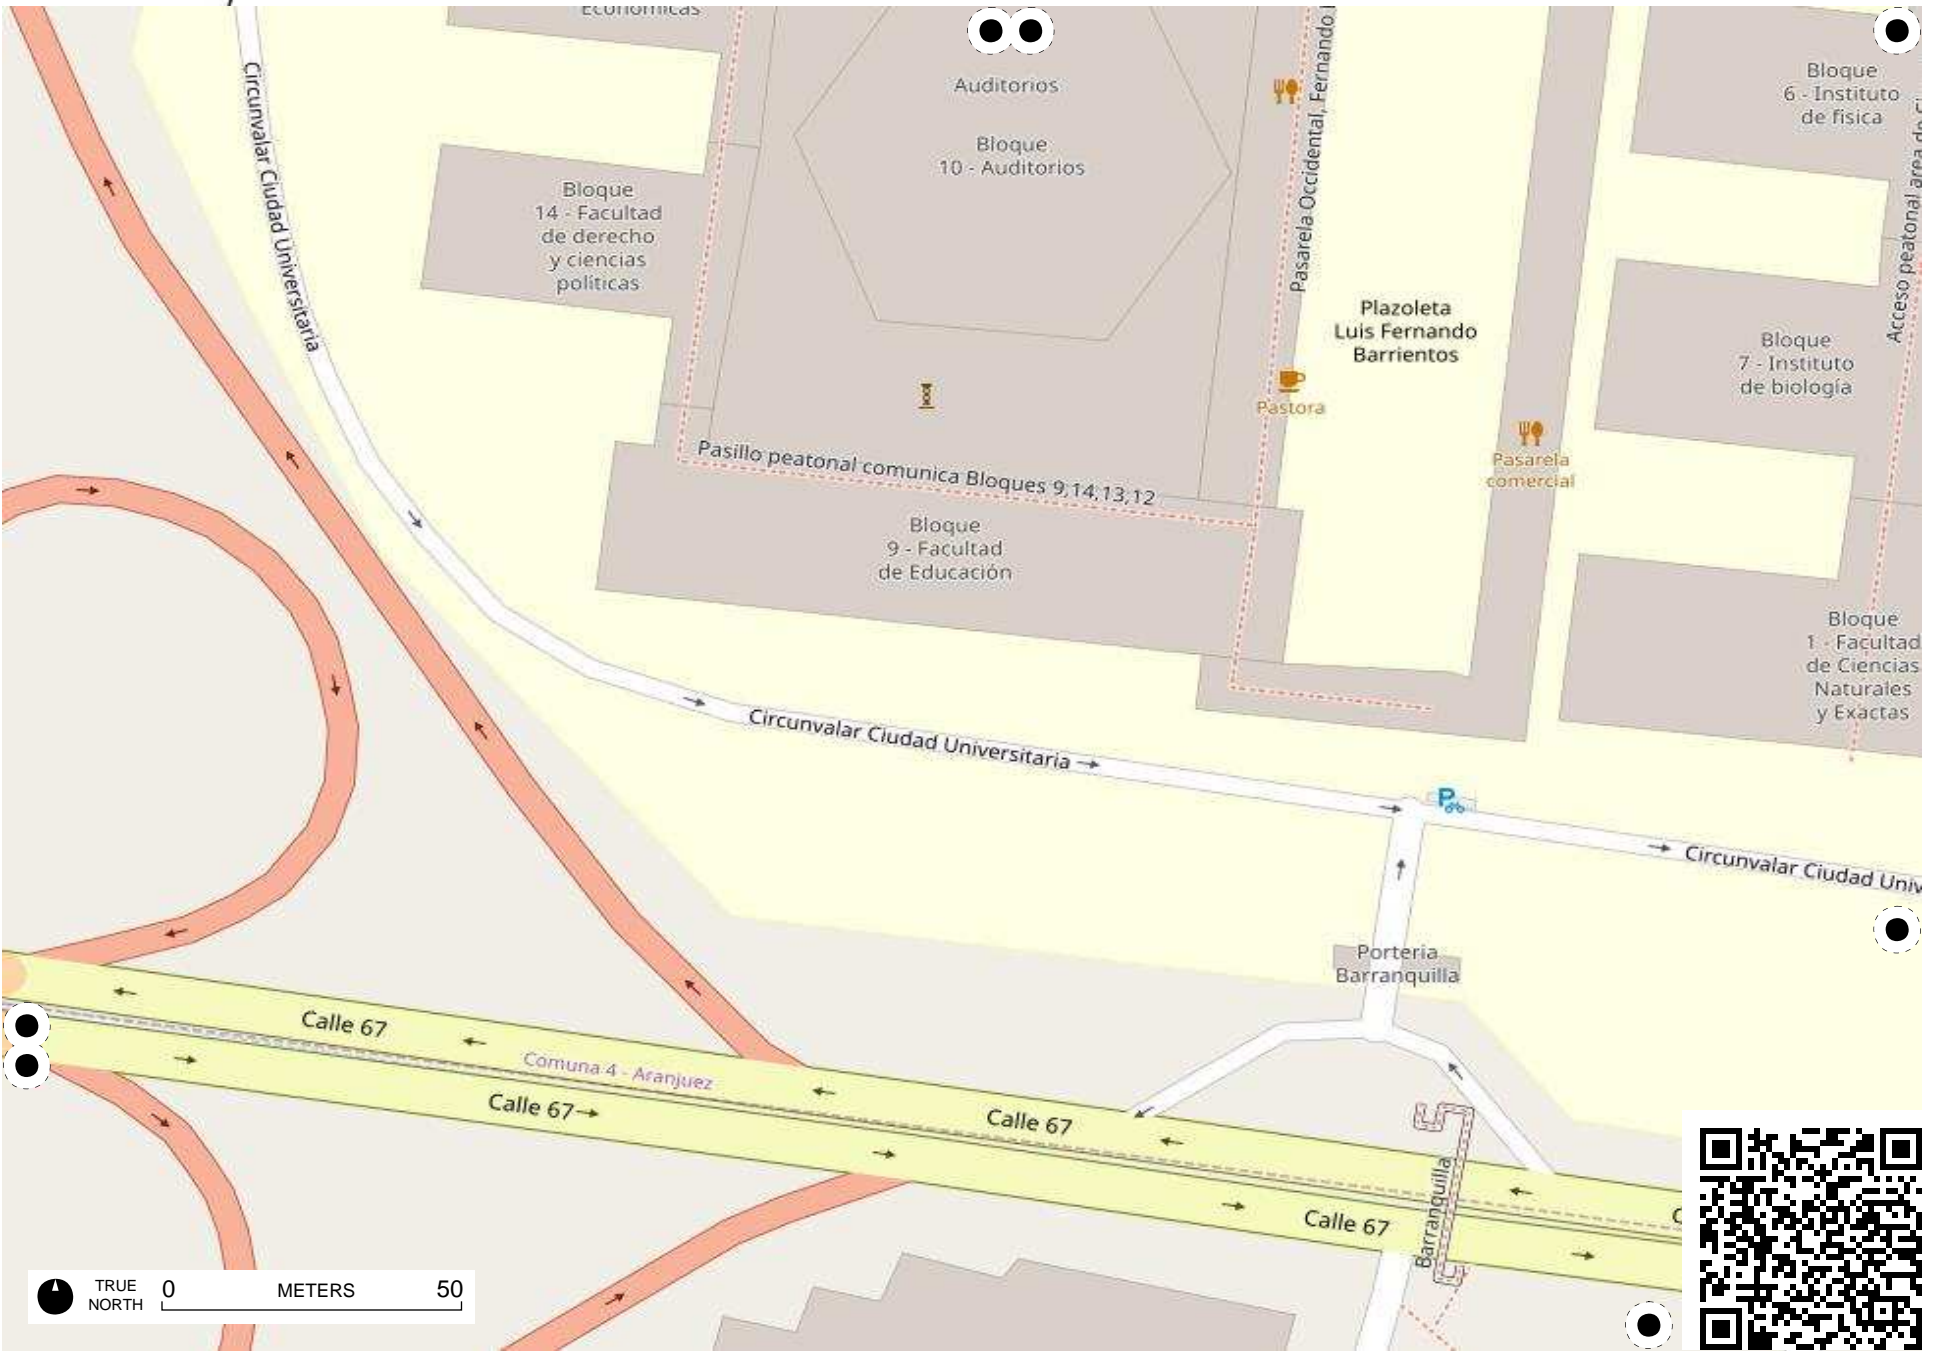 Económicas
Circunvalar Ciudad Universitaria
Auditorios
Bloque
10 - Auditorios
Pasarela Occidental, Fernando
Bloque
6 - Instituto
de física
Acceso peatonal area de
Bloque
14 - Facultad
de derecho
y ciencias
políticas
Plazoleta
Luis Fernando
Barrientos
Bloque
7 - Instituto
de biología
Pastora
Pasarela
comercial
Pasillo peatonal comunica Bloques 9,14,13,12
Bloque
9 - Facultad
de Educación
Bloque
1 - Facultad
de Ciencias
Naturales
y Exactas
Circunvalar Ciudad Universitaria
P
Circunvalar Ciudad Univ
Porteria
Barranquilla
Calle 67
Comuna 4 - Aranjuez
Calle 67
Calle 67
Barranquilla
Calle 67
C
TRUE
NORTH
0 METERS 50